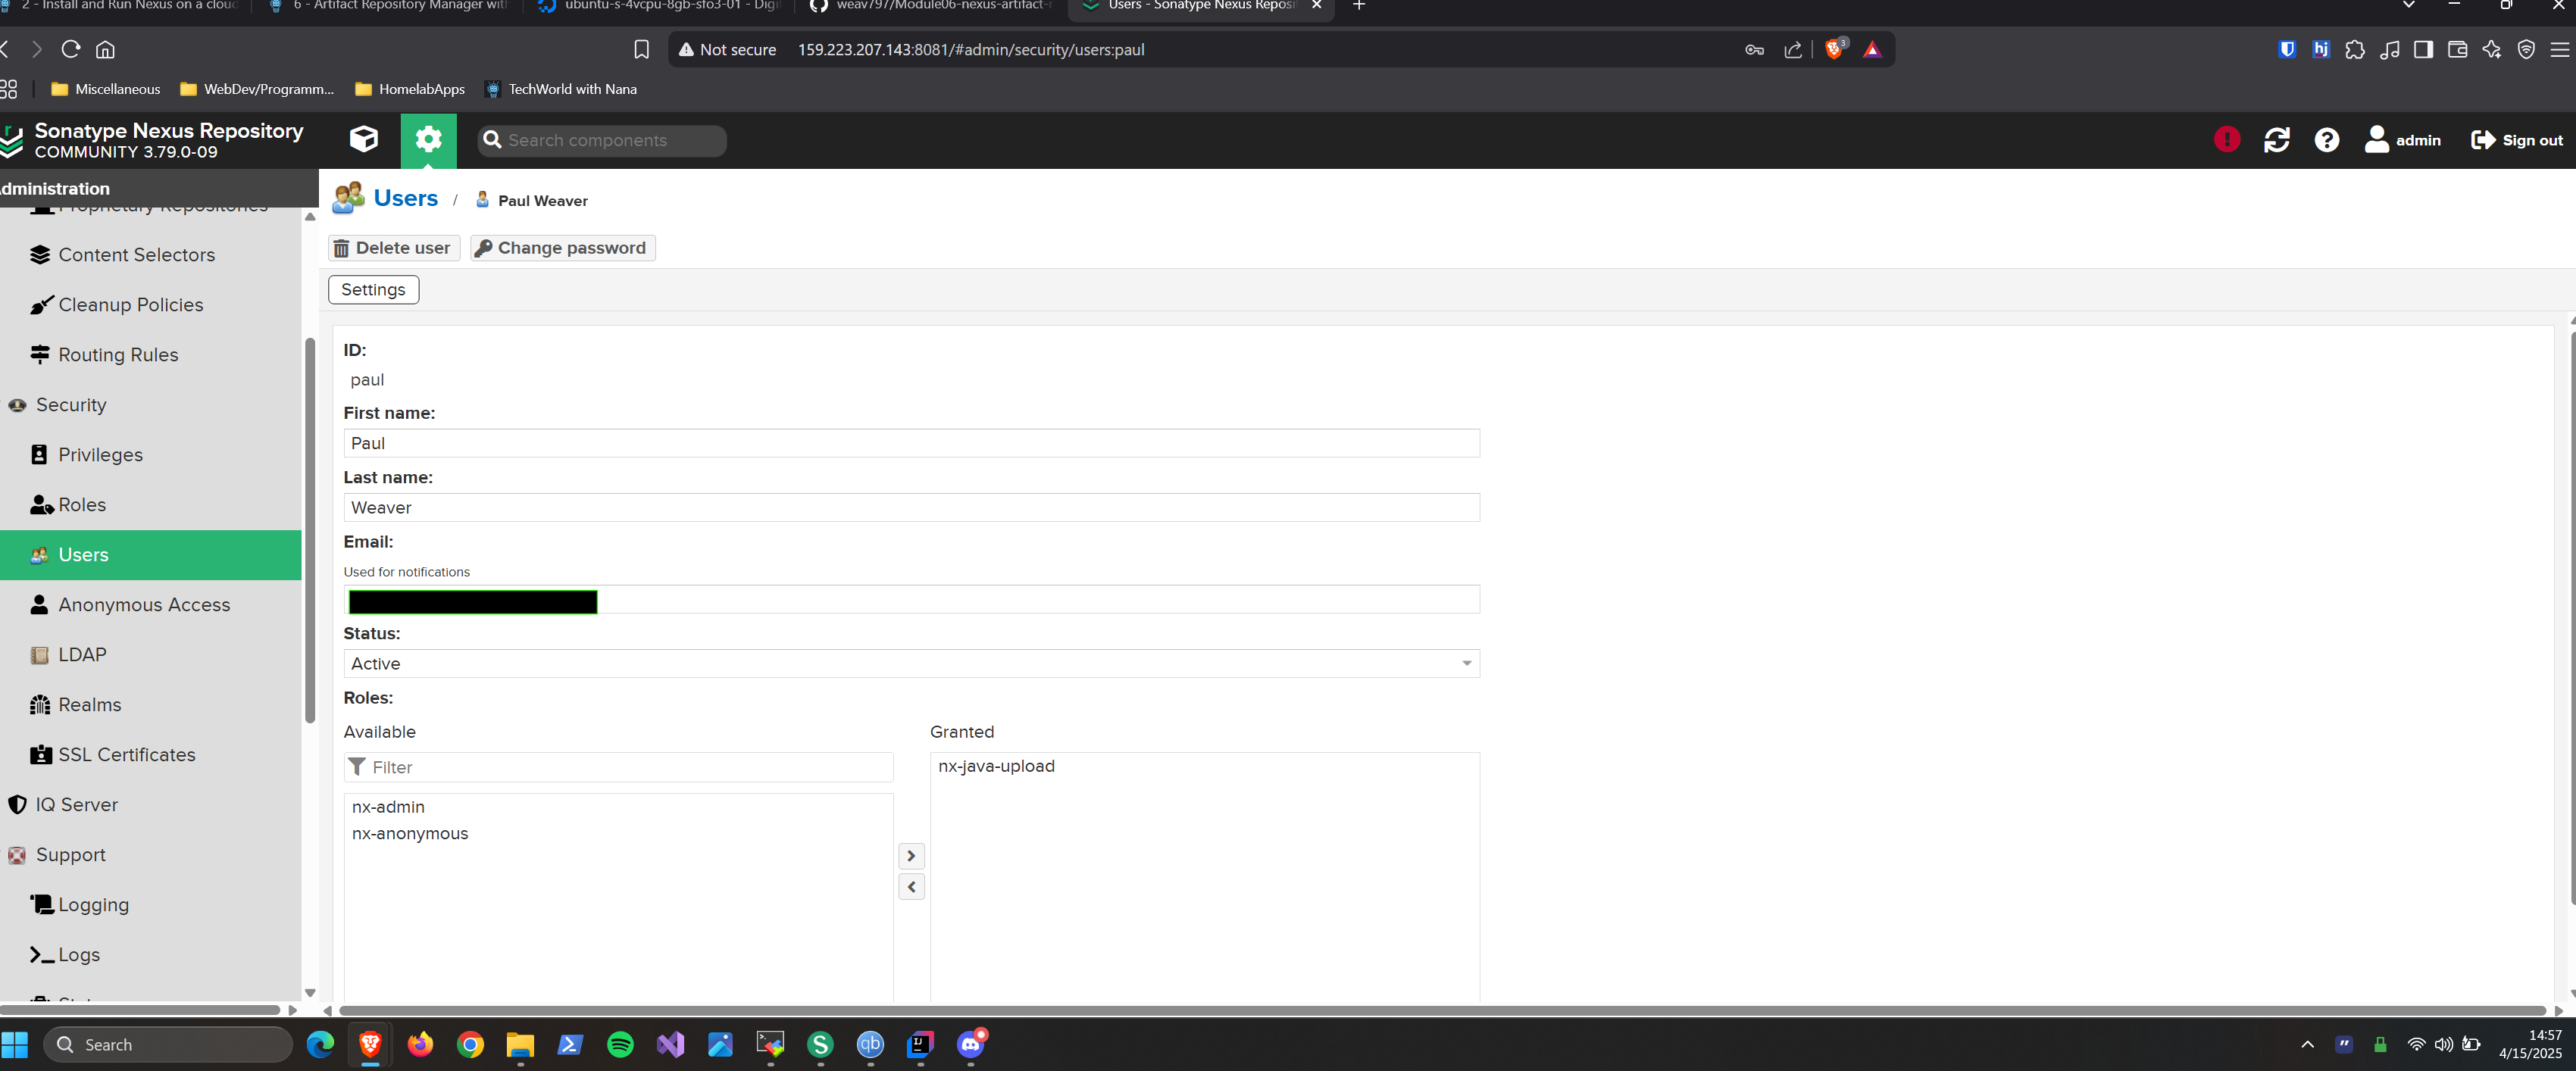 2 - Install and Run Nexus on a cloud
6 - Artifact Repository Manager with
ubuntu-s-4vcpu-8gb-sfo3-01 - Digit
weav797/Module06-nexus-artifact-r
Users - Sonatype Nexus Reposit
Not secure 159.223.207.143:8081/#admin/security/users:paul
3
hj
Miscellaneous
WebDev/Programm...
HomelabApps
TechWorld with Nana
Sonatype Nexus Repository
COMMUNITY 3.79.0-09
Search components
admin
Sign out
dministration
Proprietary Repositories
Content Selectors
Cleanup Policies
Routing Rules
Security
Privileges
Roles
Users
Anonymous Access
LDAP
Realms
SSL Certificates
IQ Server
Support
Logging
Logs
Users / Paul Weaver
Delete user
Change password
Settings
ID:
paul
First name:
Paul
Last name:
Weaver
Email:
Used for notifications
Status:
Active
Roles:
Available
Filter
nx-admin
nx-anonymous
Granted
nx-java-upload
Search
14:57
4/15/2025